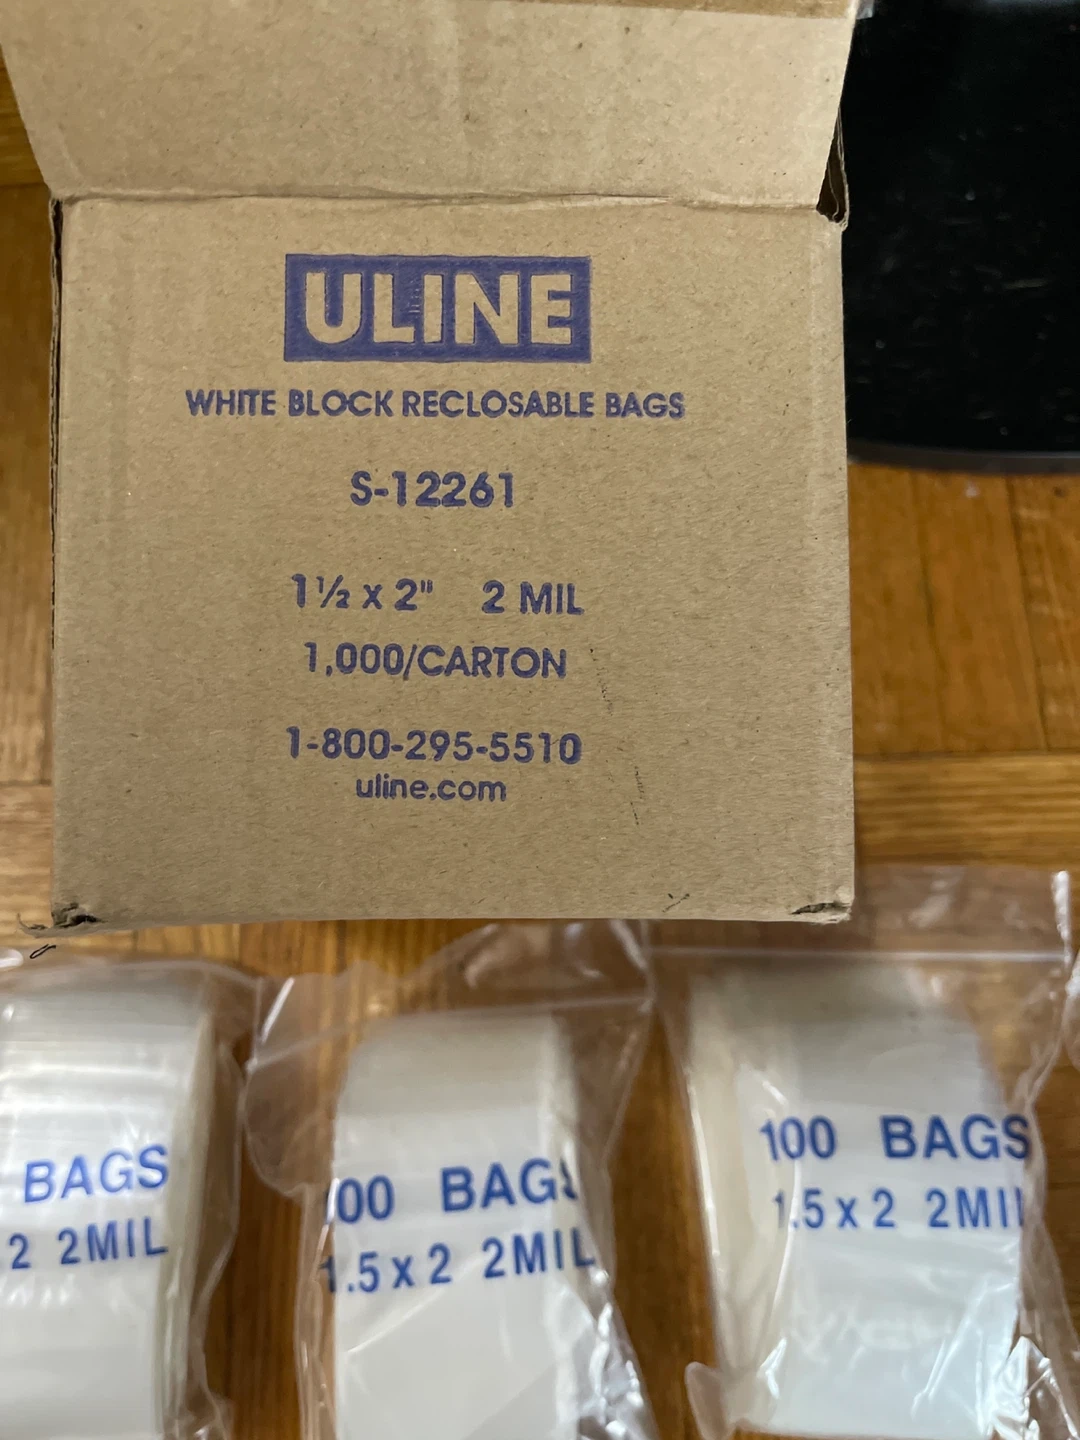 ULINE
WHITE BLOCK RECLOSABLE BAGS
S-12261
1½ x 2" 2 MIL
1,000/CARTON
1-800-295-5510
uline.com
BAGS
2 2MIL
100 BAGS
1.5 x 2 2MIL
100 BAGS
1.5 x 2 2MIL